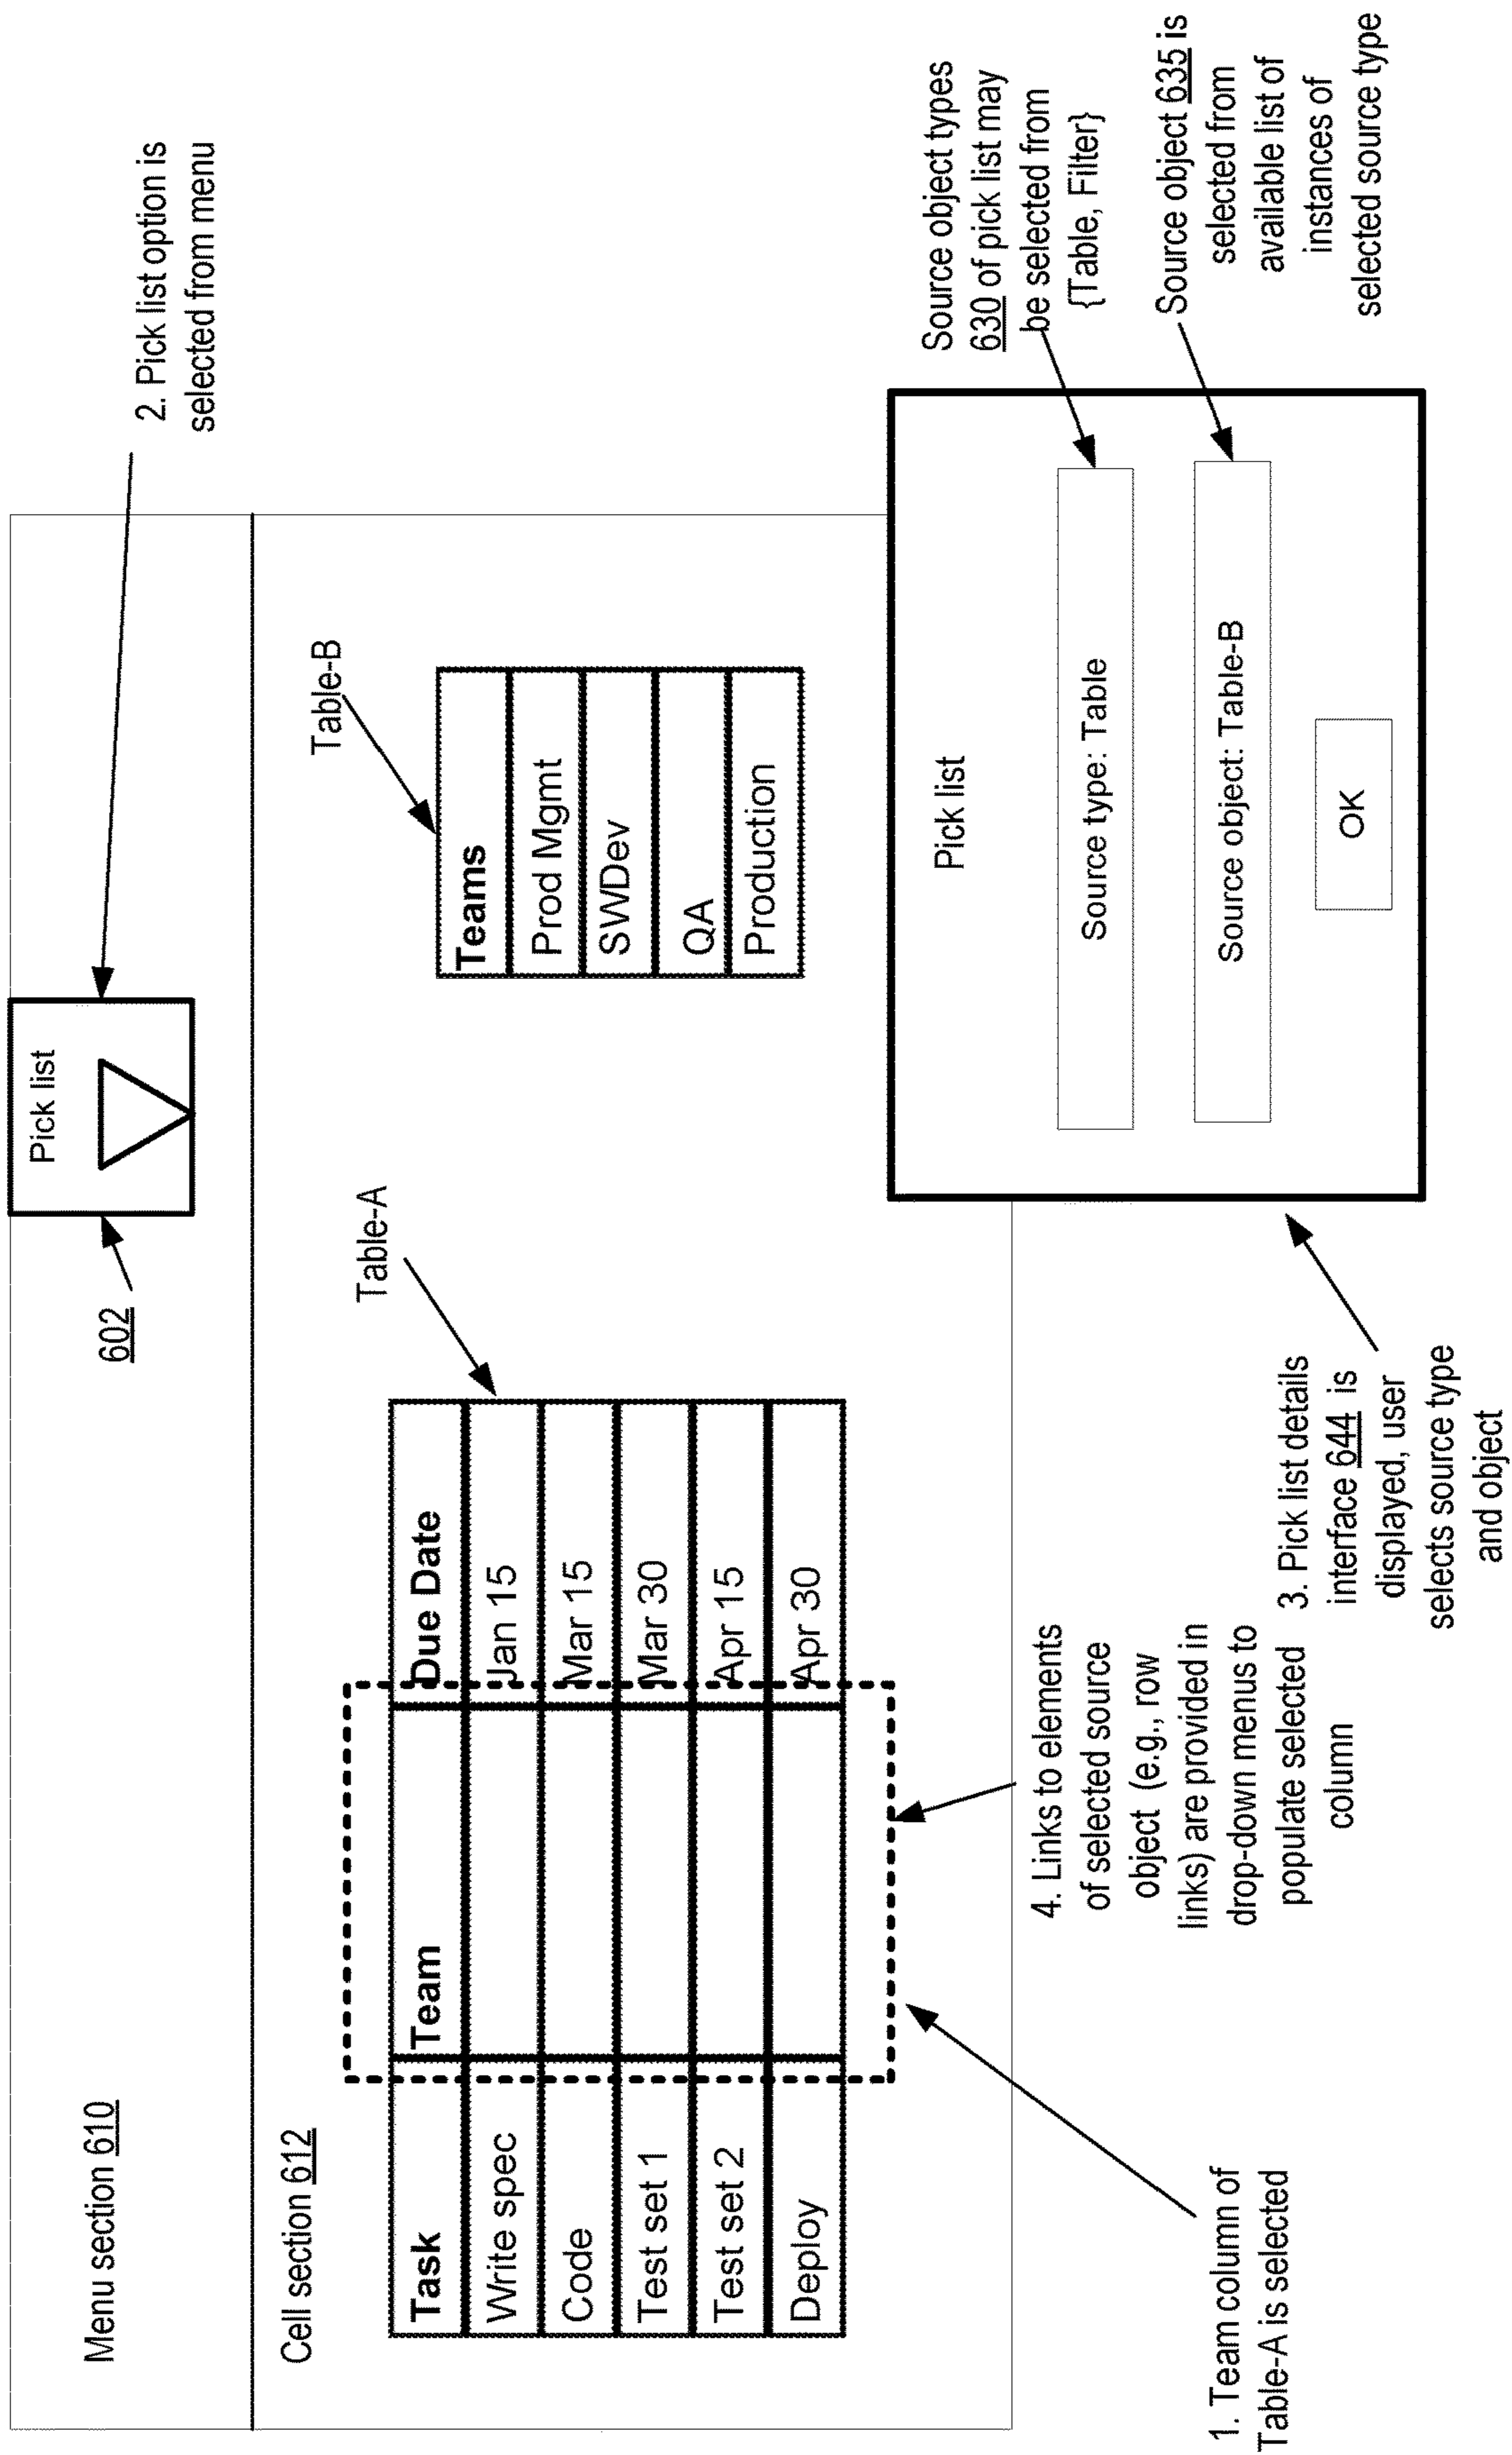 Menu section 610
Pick list
602
2. Pick list option is
selected from menu
Cell section 612
Table-A
Task Team Due Date
Write spec Jan 15
Code Mar 15
Test set 1 Mar 30
Test set 2 Apr 15
Deploy Apr 30
Table-B
Teams
Prod Mgmt
SWDev
QA
Production
1. Team column of
Table-A is selected
4. Links to elements
of selected source
object (e.g., row
links) are provided in
drop-down menus to
populate selected
column
3. Pick list details
interface 644 is
displayed, user
selects source type
and object
Pick list
Source type: Table
Source object: Table-B
OK
Source object types
630 of pick list may
be selected from
{Table, Filter}
Source object 635 is
selected from
available list of
instances of
selected source type